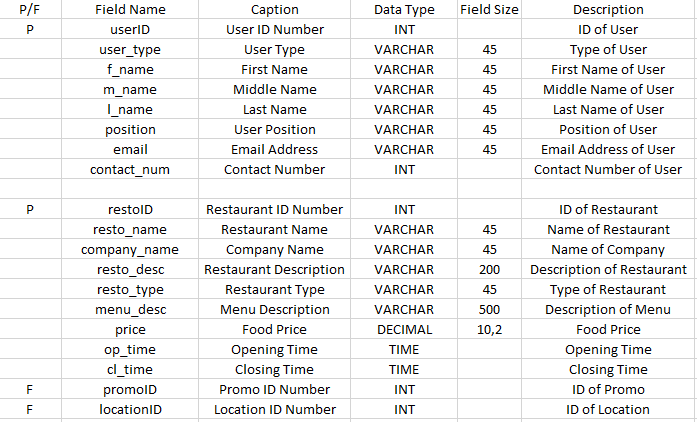 P/F Field Name Caption Data Type Field Size Description
P userID User ID Number INT ID of User
user_type User Type VARCHAR 45 Type of User
f_name First Name VARCHAR 45 First Name of User
m_name Middle Name VARCHAR 45 Middle Name of User
l_name Last Name VARCHAR 45 Last Name of User
position User Position VARCHAR 45 Position of User
email Email Address VARCHAR 45 Email Address of User
contact_num Contact Number INT Contact Number of User
P restoID Restaurant ID Number INT ID of Restaurant
resto_name Restaurant Name VARCHAR 45 Name of Restaurant
company_name Company Name VARCHAR 45 Name of Company
resto_desc Restaurant Description VARCHAR 200 Description of Restaurant
resto_type Restaurant Type VARCHAR 45 Type of Restaurant
menu_desc Menu Description VARCHAR 500 Description of Menu
price Food Price DECIMAL 10,2 Food Price
op_time Opening Time TIME Opening Time
cl_time Closing Time TIME Closing Time
F promoID Promo ID Number INT ID of Promo
F locationID Location ID Number INT ID of Location